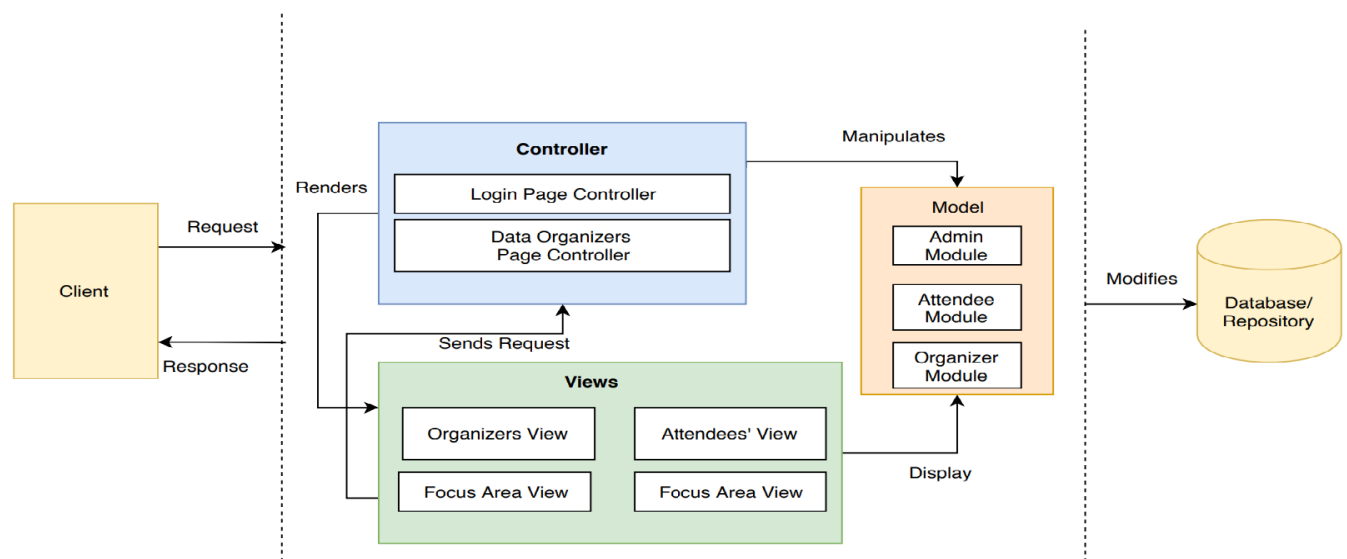 Controller
Manipulates
Renders
Login Page Controller
Model
Request
Data Organizers
Page Controller
Admin
Module
Client
Modifies
Attendee
Module
Database/
Repository
Sends Request
Response
Organizer
Module
Views
Organizers View
Attendees' View
Display
Focus Area View
Focus Area View